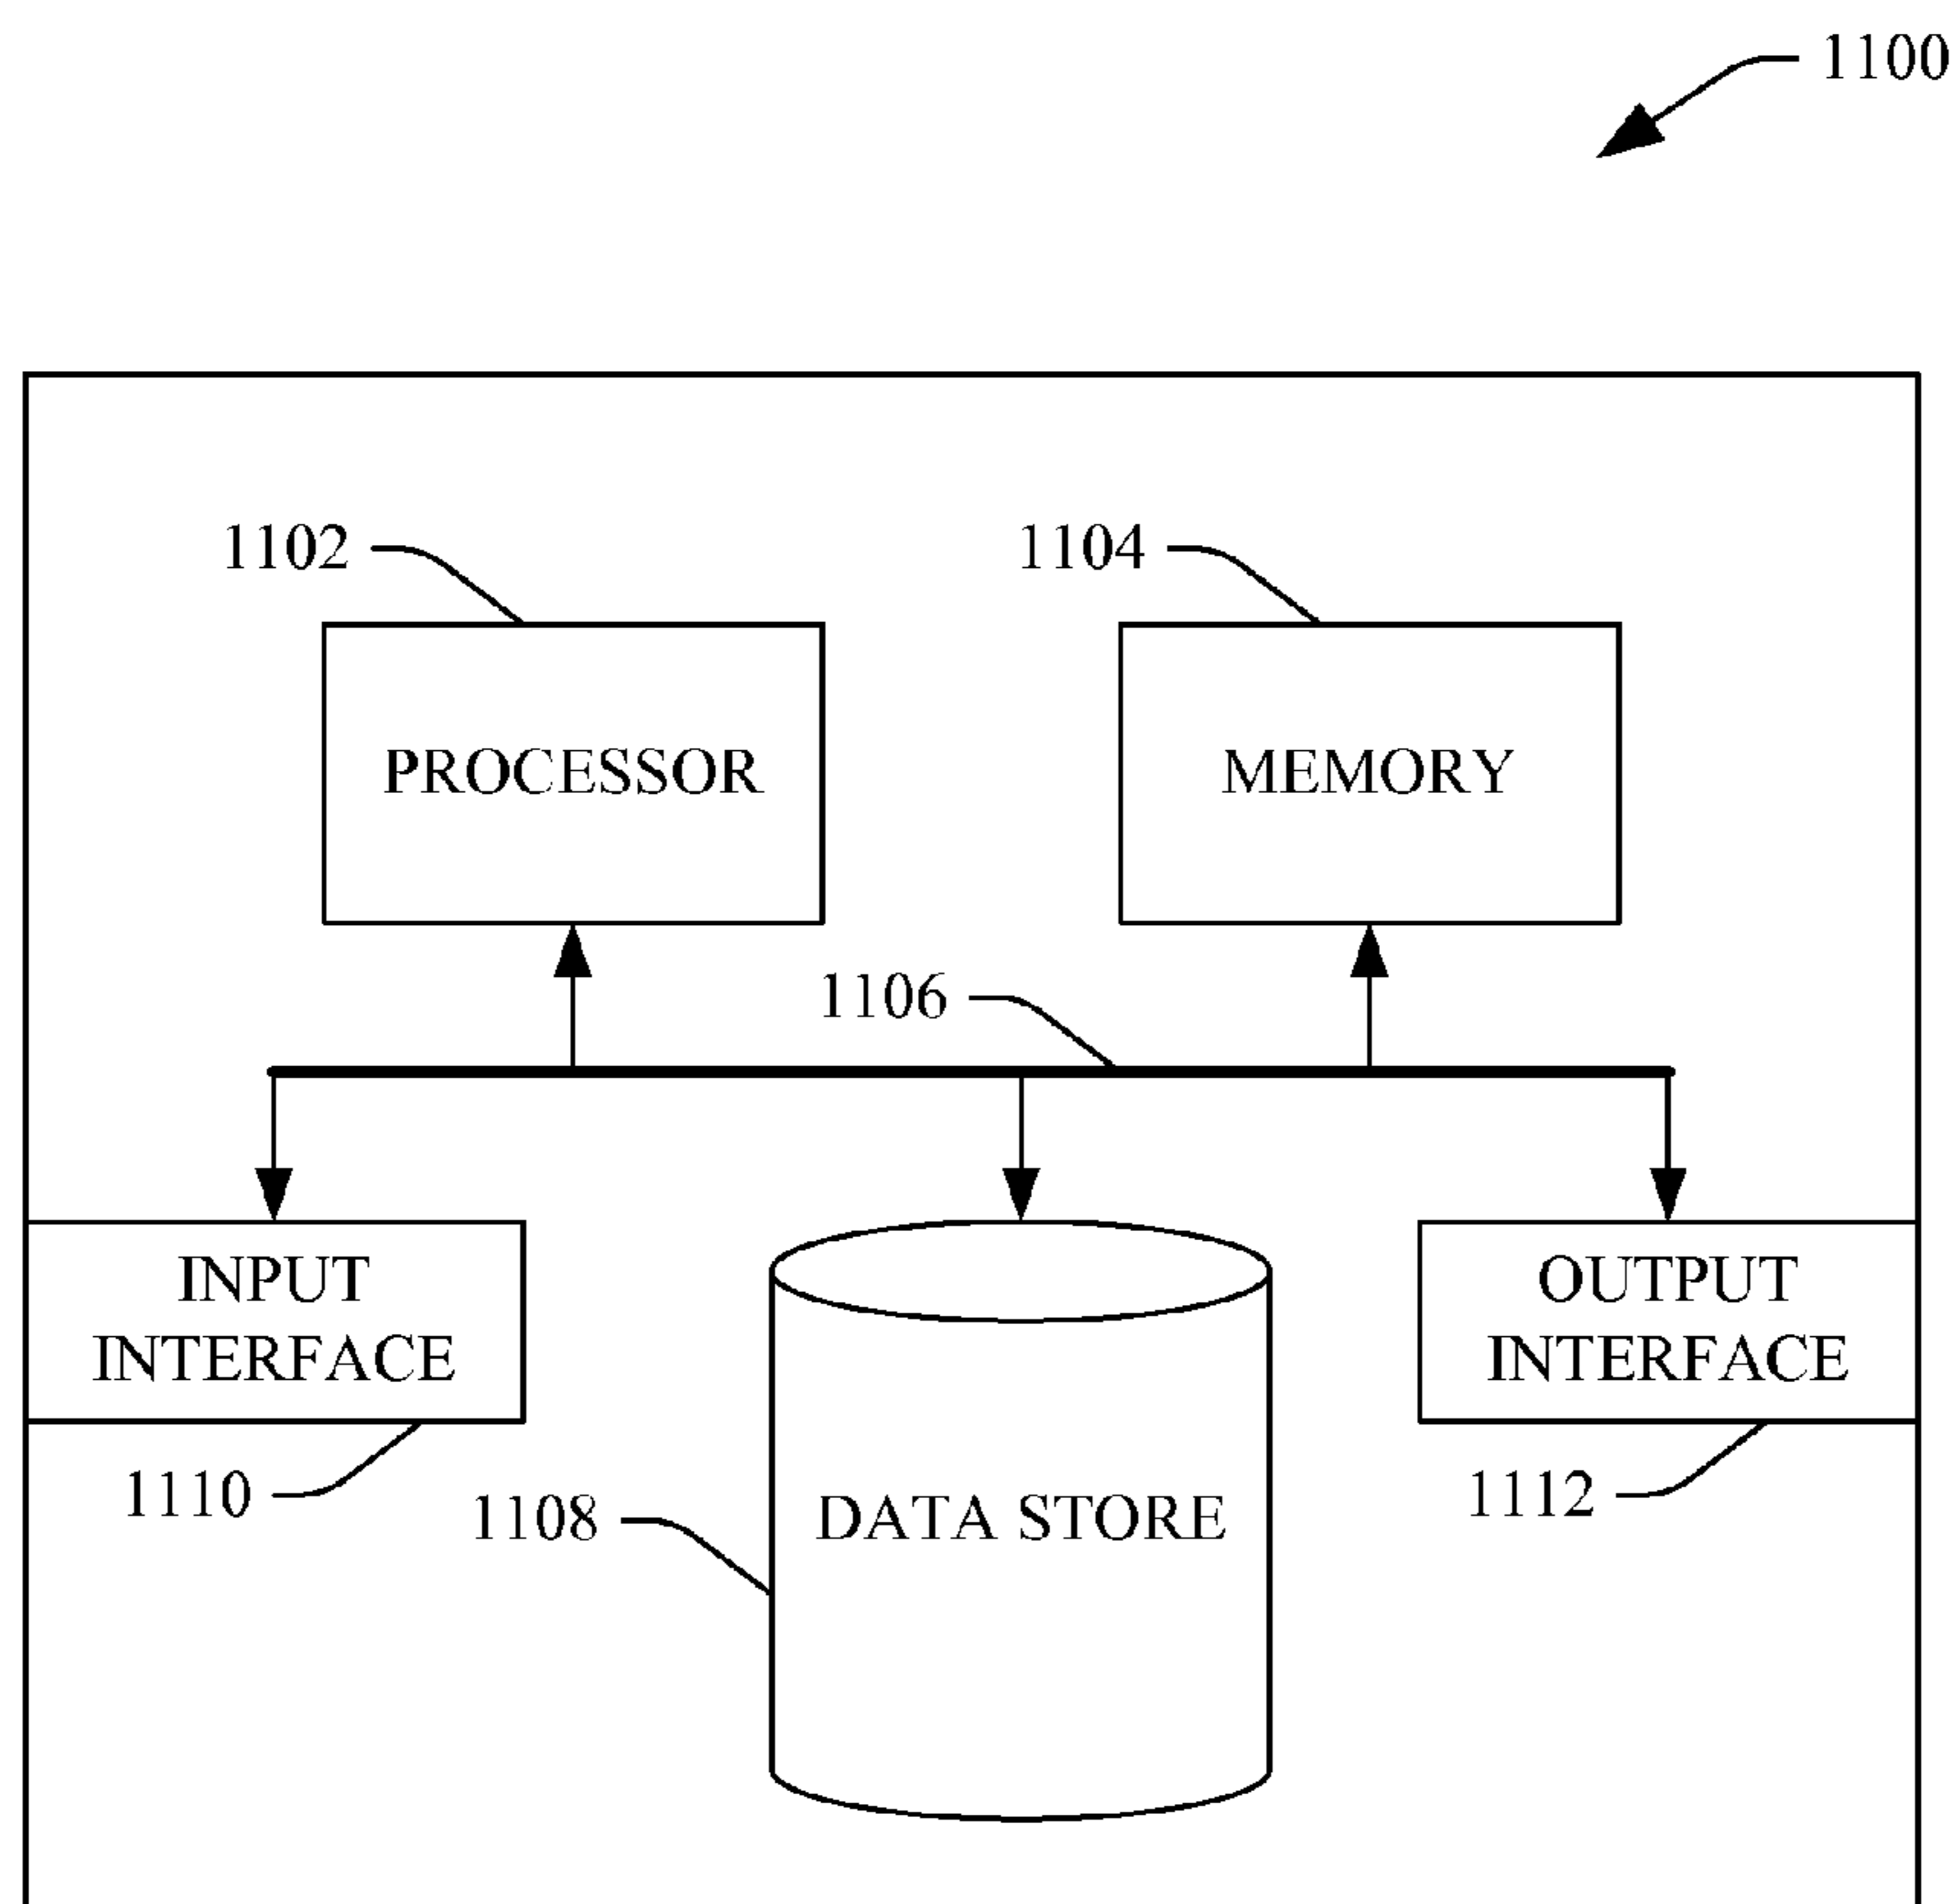 1100
1102
1104
PROCESSOR
MEMORY
1106
INPUT
INTERFACE
OUTPUT
INTERFACE
1110
1108
DATA STORE
1112